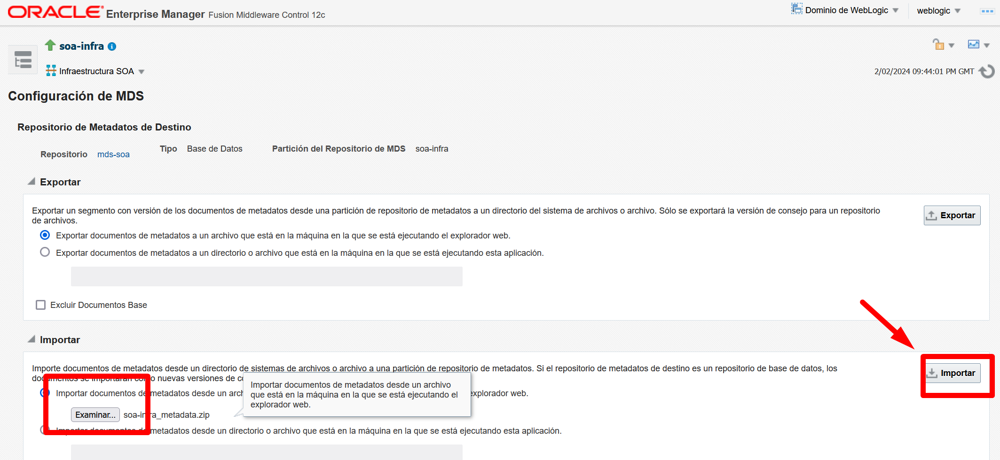 ORACLE Enterprise Manager Fusion Middleware Control 12c
Dominio de WebLogic
weblogic
soa-infra
Infraestructura SOA
2/02/2024 09:44:01 PM GMT
Configuración de MDS
Repositorio de Metadatos de Destino
Repositorio mds-soa
Tipo Base de Datos
Partición del Repositorio de MDS soa-infra
Exportar
Exportar un segmento con versión de los documentos de metadatos desde una partición de repositorio de metadatos a un directorio del sistema de archivos o archivo. Sólo se exportará la versión de consejo para un repositorio
de archivos.
Exportar
Exportar documentos de metadatos a un archivo que está en la máquina en la que se está ejecutando el explorador web.
Exportar documentos de metadatos a un directorio o archivo que está en la máquina en la que se está ejecutando esta aplicación.
Excluir Documentos Base
Importar
Importe documentos de metadatos desde un directorio de sistemas de archivos o archivo a una partición de repositorio de metadatos. Si el repositorio de metadatos de destino es un repositorio de base de datos, los
documentos se importarán como nuevas versiones de
Importar
Importar documentos de metadatos desde un explorador web.
Importar documentos de metadatos desde un archivo
que está en la máquina en la que se está ejecutando el
explorador web.
Examinar... soa-infra_metadata.zip
Importar documentos de metadatos desde un directorio o archivo que está en la máquina en la que se está ejecutando esta aplicación.